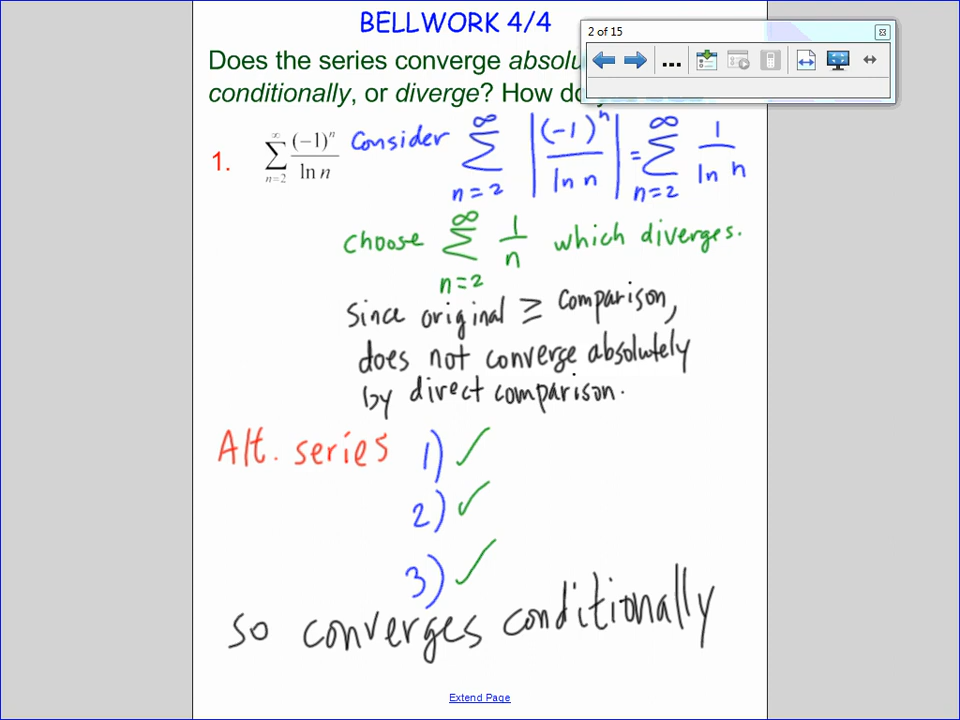 BELLWORK 4/4
2 of 15
Does the series converge
conditionally, or diverge? How do
1. ∞ ∑ n=2 (-1)^n / ln n Consider ∞ ∑ n=2 |(-1)^n / ln n| = ∞ ∑ n=2 1 / ln n
choose ∞ ∑ n=2 1/n which diverges.
Since original ≥ comparison,
does not converge absolutely
by direct comparison.
Alt. series 1) ✓
2) ✓
3) ✓
so converges conditionally
Extend Page